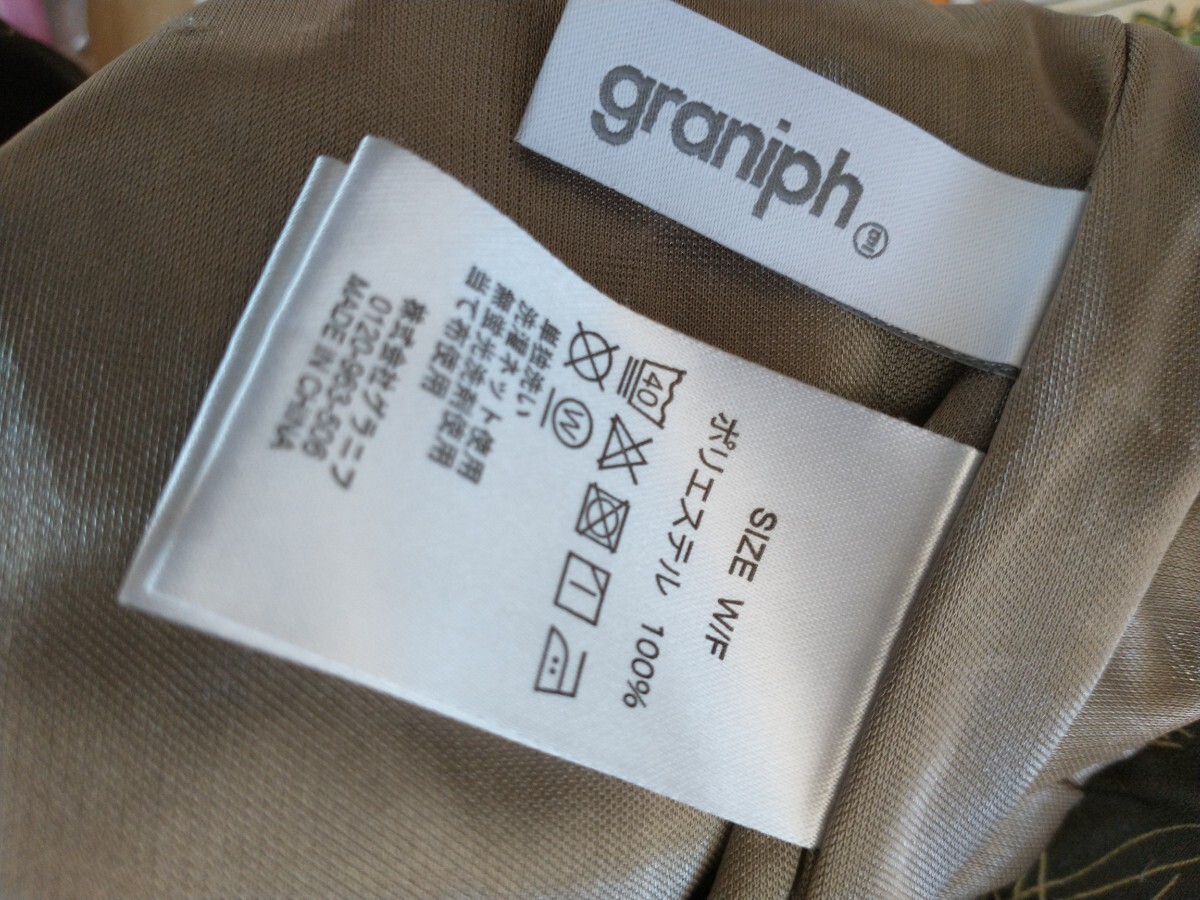 graniph
SIZE W/F
ポリエステル 100%
40
W
単独洗い
洗濯ネット使用
無蛍光洗剤使用
当て布使用
株式会社グラニフ
0120-963-506
MADE IN CHINA